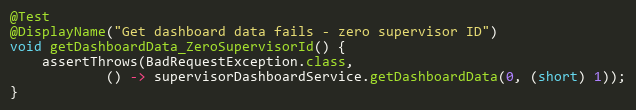 @Test
@DisplayName("Get dashboard data fails - zero supervisor ID")
void getDashboardData_ZeroSupervisorId() {
    assertThrows(BadRequestException.class,
            () -> supervisorDashboardService.getDashboardData(0, (short) 1));
}